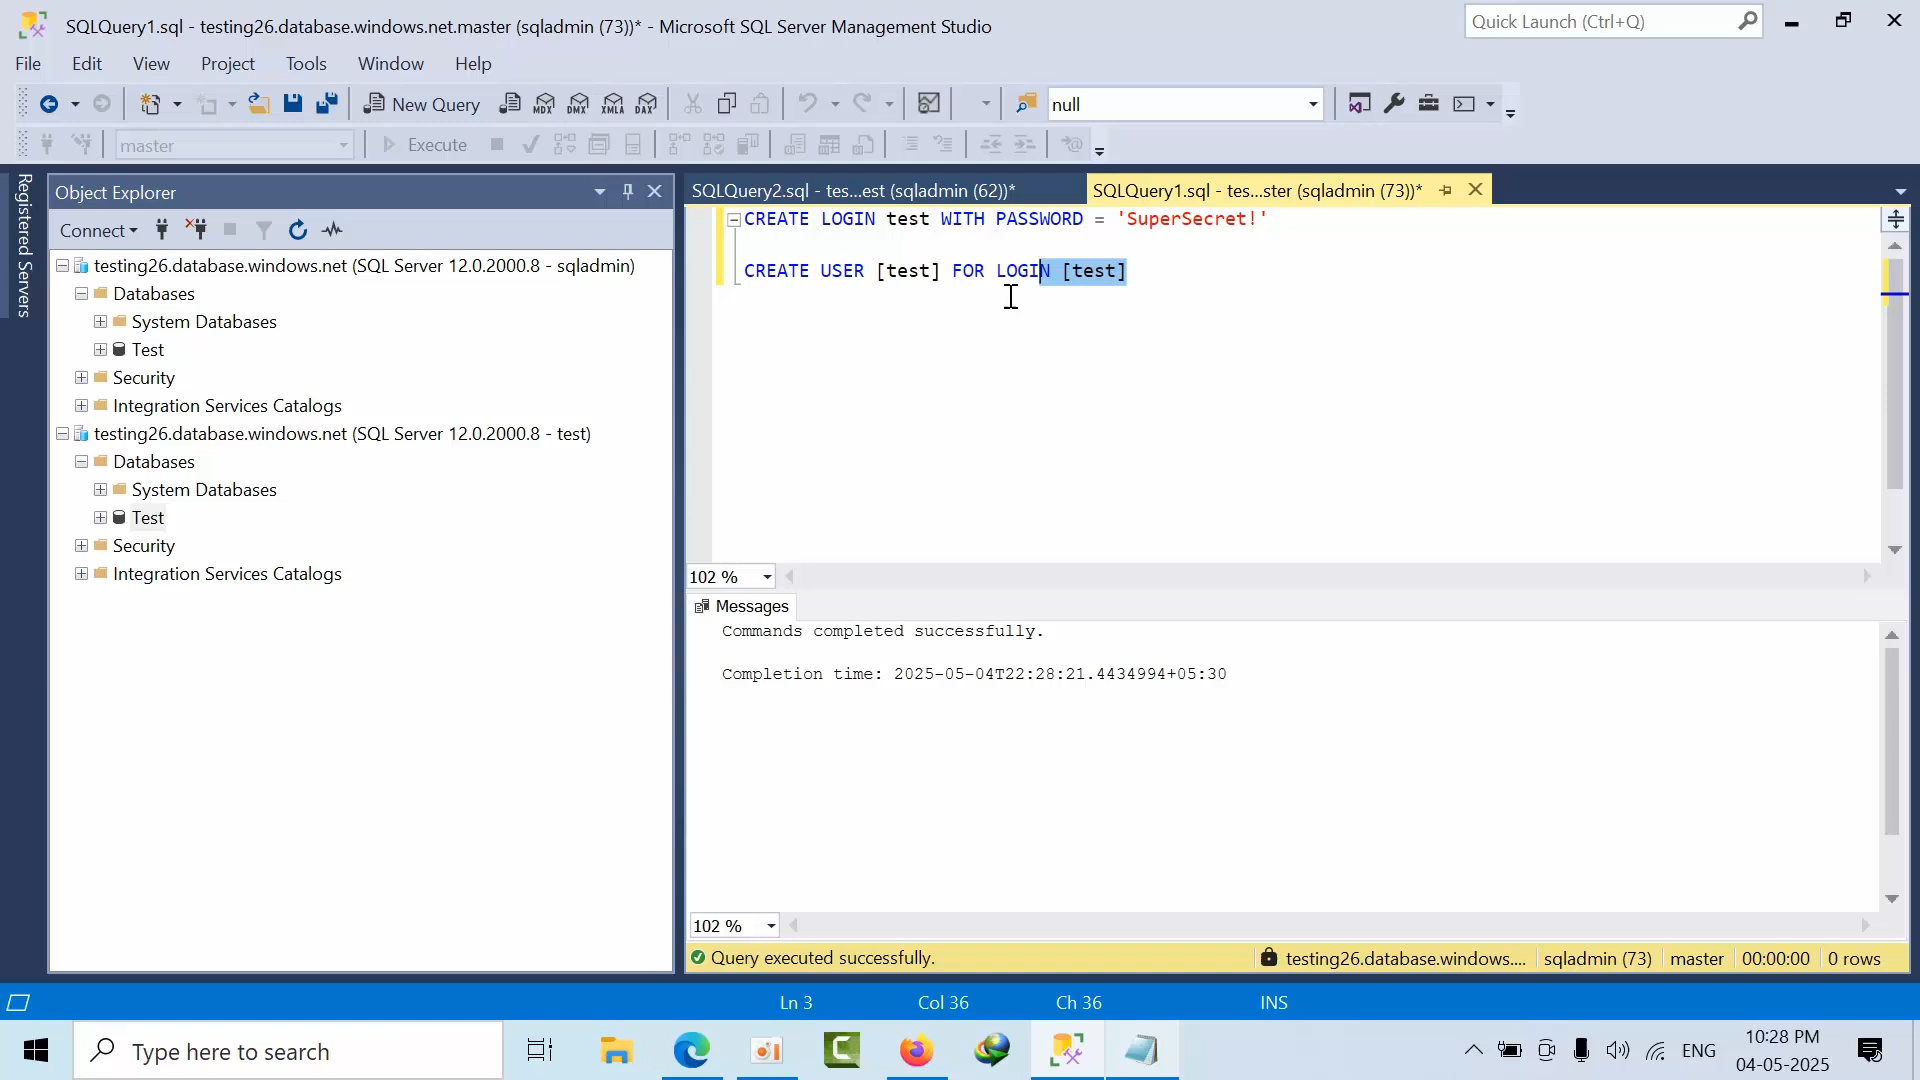 SQLQuery1.sql - testing26.database.windows.net.master (sqladmin (73))* - Microsoft SQL Server Management Studio
Quick Launch (Ctrl+Q)
File Edit View Project Tools Window Help
New Query
MDX DMX XMLA DAX
null
master
Execute
Registered Servers
Object Explorer
Connect
testing26.database.windows.net (SQL Server 12.0.2000.8 - sqladmin)
Databases
System Databases
Test
Security
Integration Services Catalogs
testing26.database.windows.net (SQL Server 12.0.2000.8 - test)
Databases
System Databases
Test
Security
Integration Services Catalogs
SQLQuery2.sql - tes...est (sqladmin (62))*
SQLQuery1.sql - tes...ster (sqladmin (73))*
CREATE LOGIN test WITH PASSWORD = 'SuperSecret!'
CREATE USER [test] FOR LOGIN [test]
102 %
Messages
Commands completed successfully.
Completion time: 2025-05-04T22:28:21.4434994+05:30
102 %
Query executed successfully.
testing26.database.windows....
sqladmin (73)
master
00:00:00
0 rows
Ln 3
Col 36
Ch 36
INS
Type here to search
ENG
10:28 PM
04-05-2025